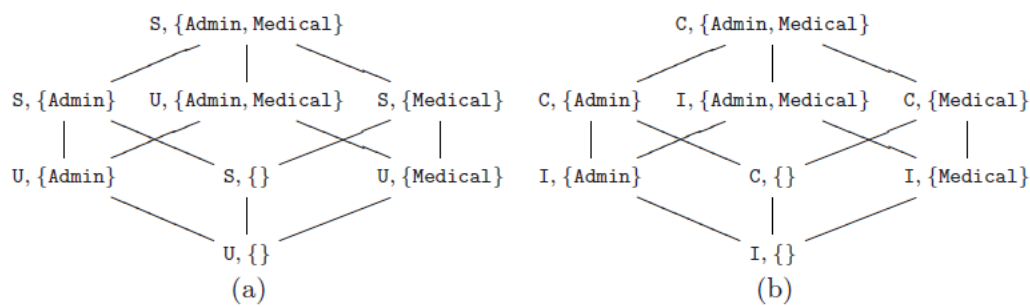 S, {Admin, Medical} C, {Admin, Medical}
S, {Admin} U, {Admin, Medical} S, {Medical} C, {Admin} I, {Admin, Medical} C, {Medical}
U, {Admin} S, {} U, {Medical} I, {Admin} C, {} I, {Medical}
U, {} I, {}
(a) (b)